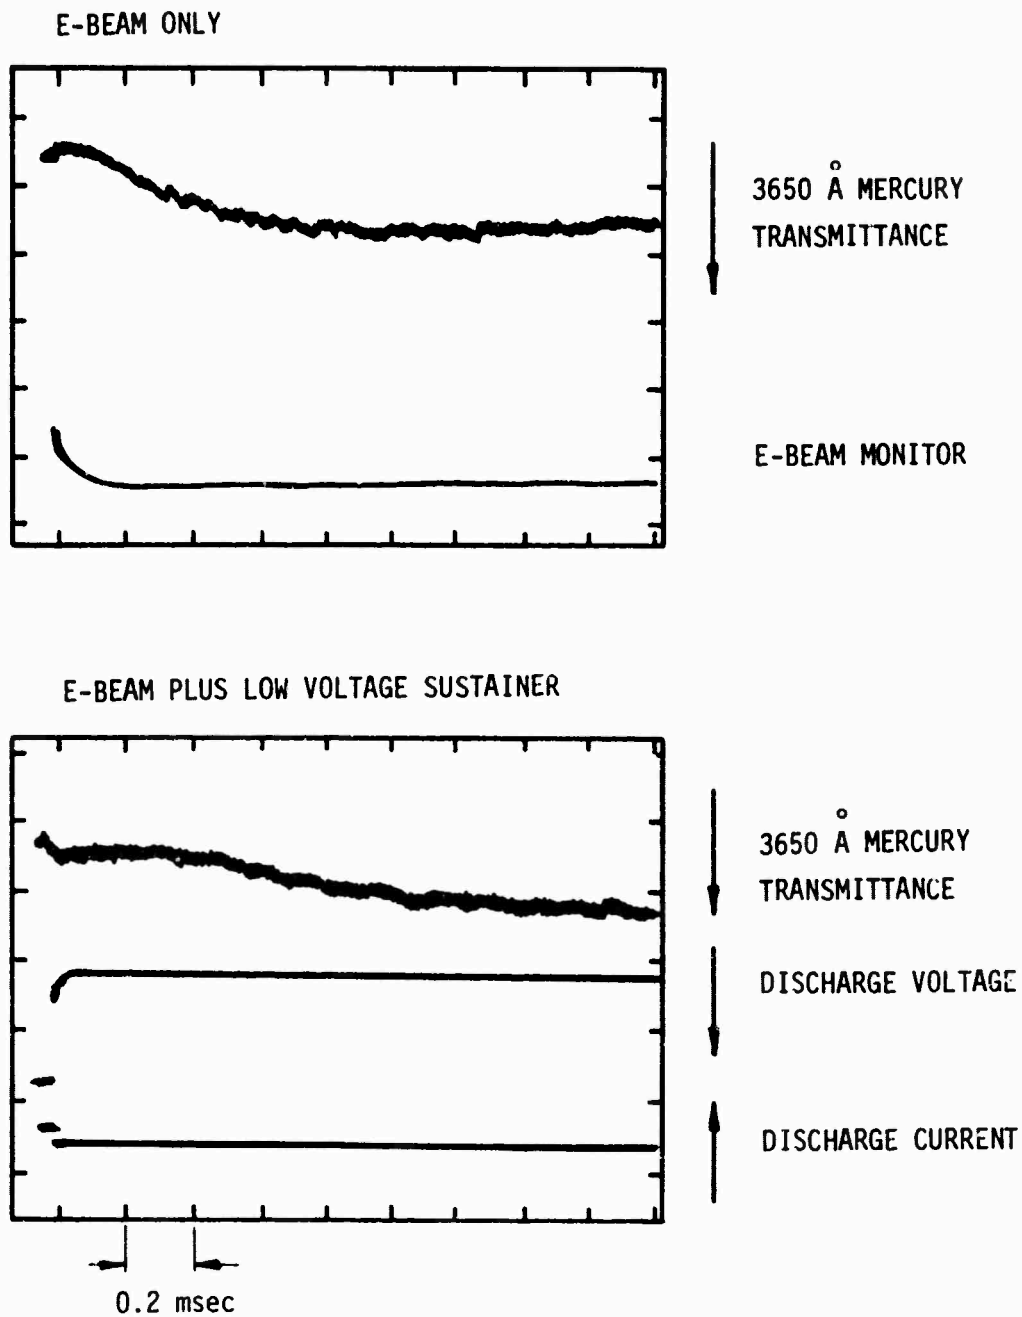 E-BEAM ONLY
3650 Å MERCURY
TRANSMITTANCE
E-BEAM MONITOR
E-BEAM PLUS LOW VOLTAGE SUSTAINER
3650 Å MERCURY
TRANSMITTANCE
DISCHARGE VOLTAGE
DISCHARGE CURRENT
0.2 msec